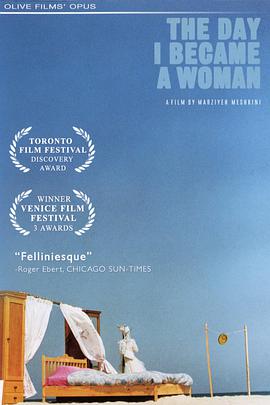 OLIVE FILMS' OPUS
THE DAY
I BECAME
A WOMAN
A FILM BY MARZIYEH MESHKINI
TORONTO
FILM FESTIVAL
DISCOVERY
AWARD
WINNER
VENICE FILM
FESTIVAL
3 AWARDS
“Felliniesque”
-Roger Ebert, CHICAGO SUN-TIMES